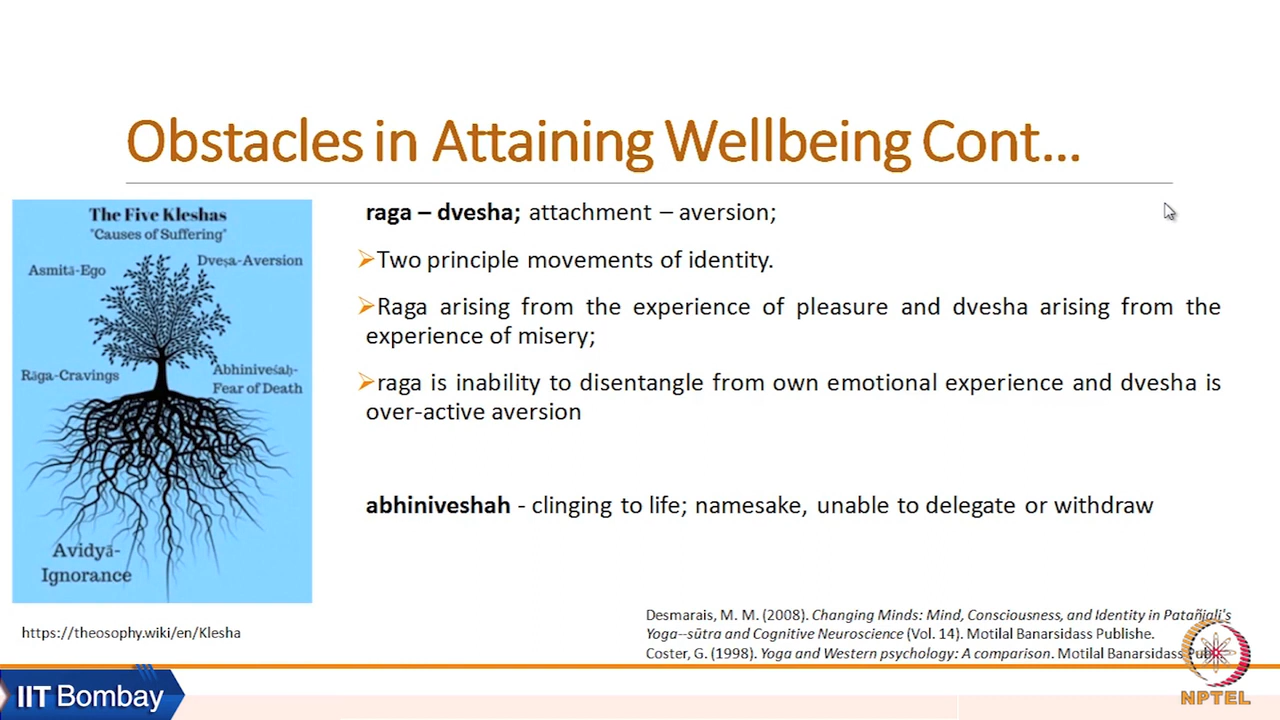 Obstacles in Attaining Wellbeing Cont...
The Five Kleshas
"Causes of Suffering"
Asmitā-Ego
Dveṣa-Aversion
Rāga-Cravings
Abhiniveśaḥ-
Fear of Death
Avidyā-
Ignorance
https://theosophy.wiki/en/Klesha
raga – dvesha; attachment – aversion;
➢Two principle movements of identity.
➢Raga arising from the experience of pleasure and dvesha arising from the
experience of misery;
➢raga is inability to disentangle from own emotional experience and dvesha is
over-active aversion
abhiniveshah - clinging to life; namesake, unable to delegate or withdraw
Desmarais, M. M. (2008). Changing Minds: Mind, Consciousness, and Identity in Patañjali's
Yoga--sūtra and Cognitive Neuroscience (Vol. 14). Motilal Banarsidass Publishe.
Coster, G. (1998). Yoga and Western psychology: A comparison. Motilal Banarsidass
IIT Bombay
NPTEL